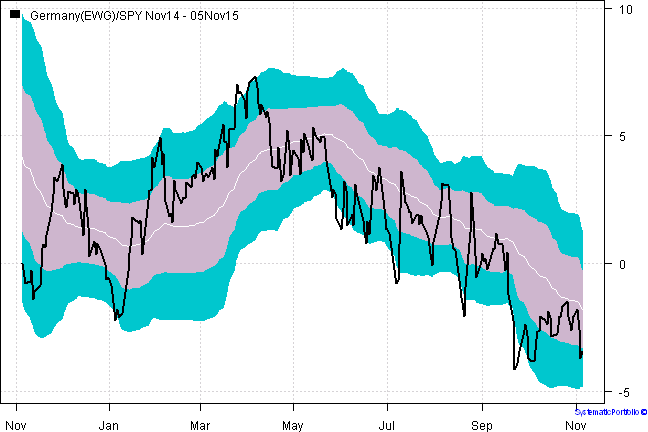 Germany(EWG)/SPY Nov14 - 05Nov15
10
5
0
-5
Nov Jan Mar May Jul Sep Nov
SystematicPortfolio ©